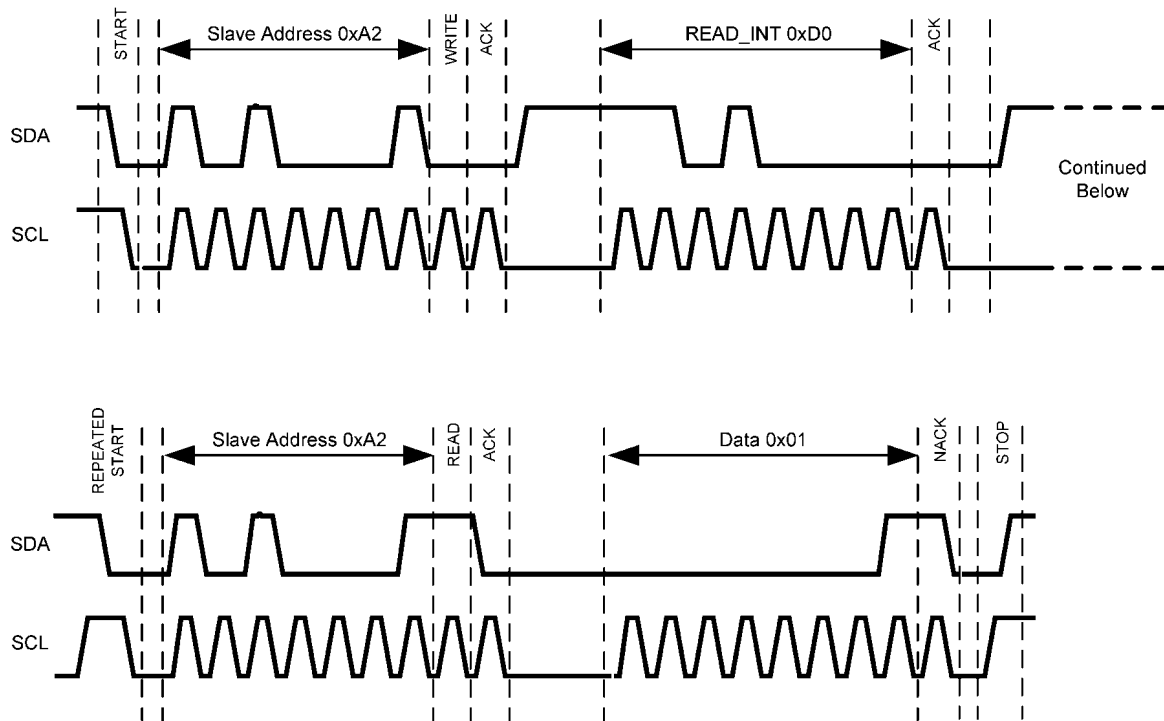 START
Slave Address 0xA2
WRITE
ACK
READ_INT 0xD0
ACK
SDA
SCL
Continued
Below
REPEATED
START
Slave Address 0xA2
READ
ACK
Data 0x01
NACK
STOP
SDA
SCL